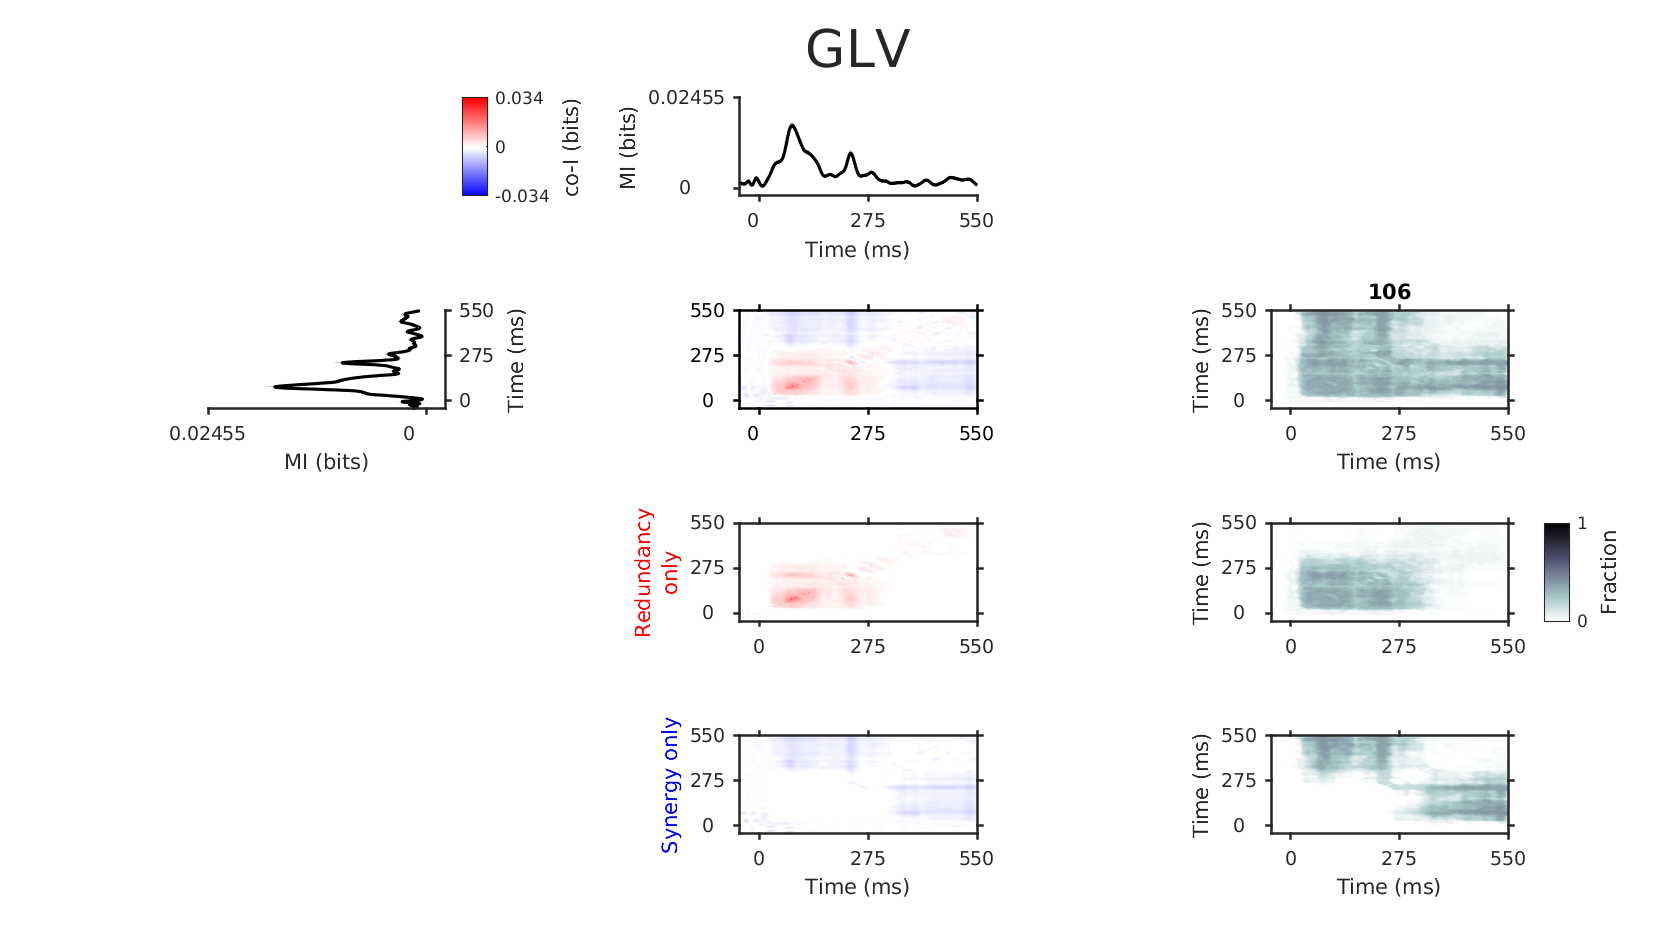 GLV
0.034
0
-0.034
co-I (bits)
MI (bits)
0.02455
0
0 275 550
Time (ms)
550
275
0
Time (ms)
0.02455 0
MI (bits)
550
275
0
0 275 550
106
Time (ms)
550
275
0
0 275 550
Time (ms)
Redundancy
only
550
275
0
0 275 550
Time (ms)
550
275
0
0 275 550
1
0
Fraction
Synergy only
550
275
0
0 275 550
Time (ms)
Time (ms)
550
275
0
0 275 550
Time (ms)